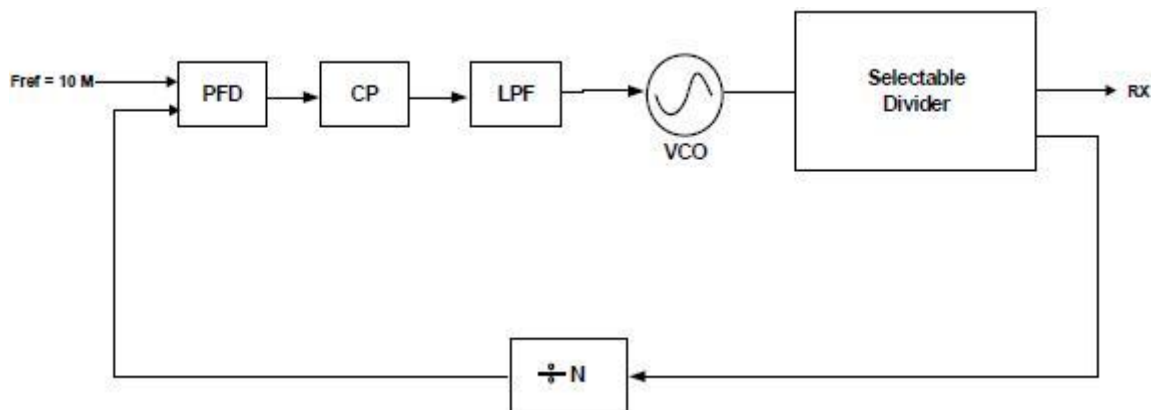 Fref = 10 M
PFD
CP
LPF
VCO
Selectable
Divider
RX
÷ N